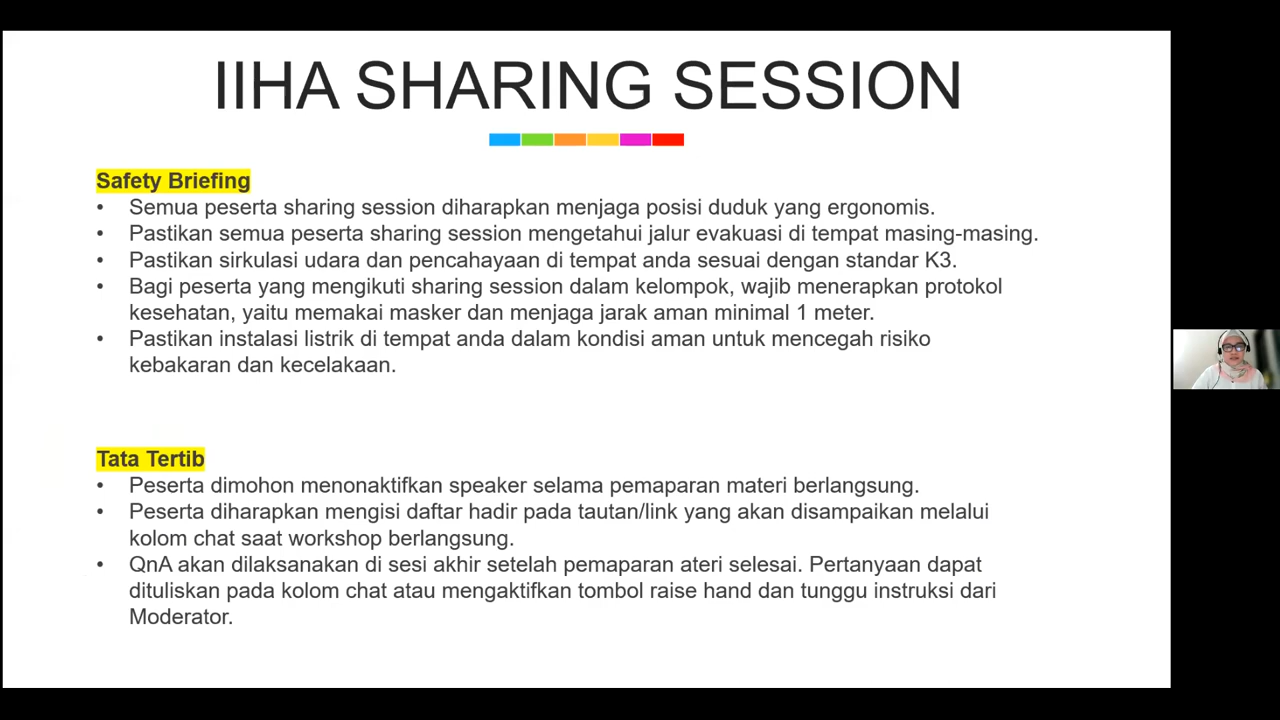 IIHA SHARING SESSION
Safety Briefing
• Semua peserta sharing session diharapkan menjaga posisi duduk yang ergonomis.
• Pastikan semua peserta sharing session mengetahui jalur evakuasi di tempat masing-masing.
• Pastikan sirkulasi udara dan pencahayaan di tempat anda sesuai dengan standar K3.
• Bagi peserta yang mengikuti sharing session dalam kelompok, wajib menerapkan protokol
kesehatan, yaitu memakai masker dan menjaga jarak aman minimal 1 meter.
• Pastikan instalasi listrik di tempat anda dalam kondisi aman untuk mencegah risiko
kebakaran dan kecelakaan.
Tata Tertib
• Peserta dimohon menonaktifkan speaker selama pemaparan materi berlangsung.
• Peserta diharapkan mengisi daftar hadir pada tautan/link yang akan disampaikan melalui
kolom chat saat workshop berlangsung.
• QnA akan dilaksanakan di sesi akhir setelah pemaparan ateri selesai. Pertanyaan dapat
dituliskan pada kolom chat atau mengaktifkan tombol raise hand dan tunggu instruksi dari
Moderator.